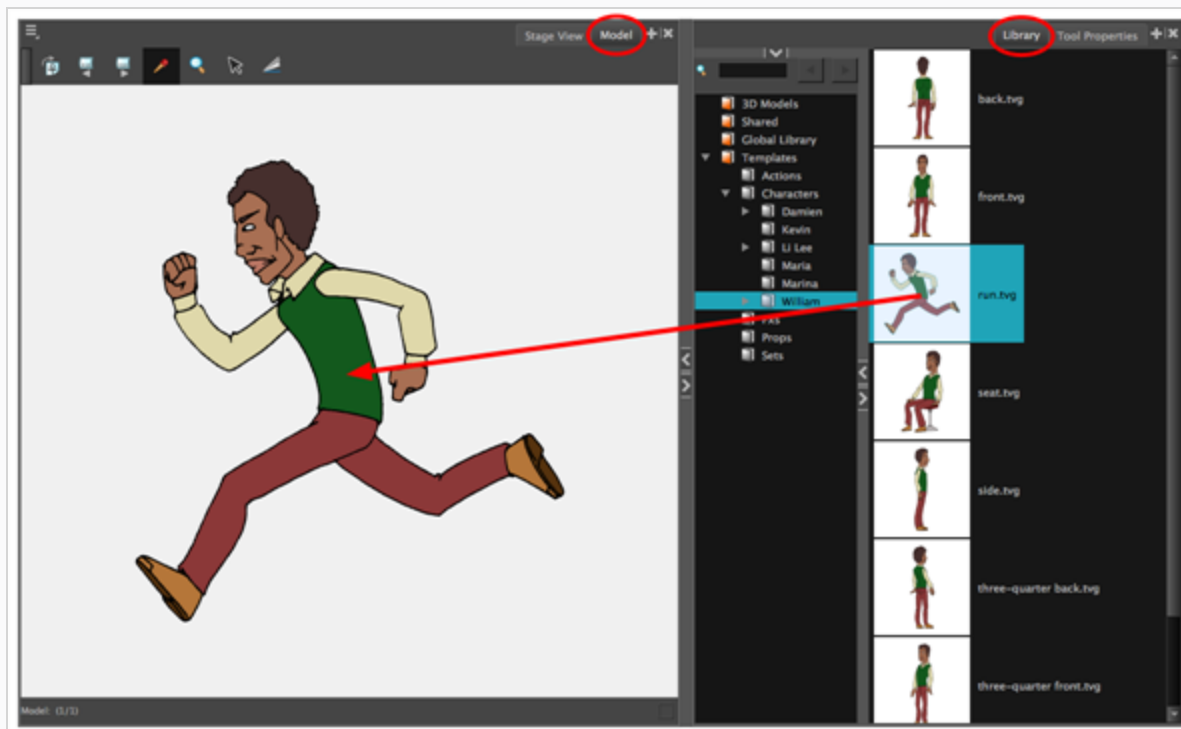 Stage View Model
Library Tool Properties
3D Models
Shared
Global Library
Templates
Actions
Characters
Damien
Kevin
Li Lee
Maria
Marina
William
FXs
Props
Sets
back.tvg
front.tvg
run.tvg
seat.tvg
side.tvg
three-quarter back.tvg
three-quarter front.tvg
Model: (1/1)